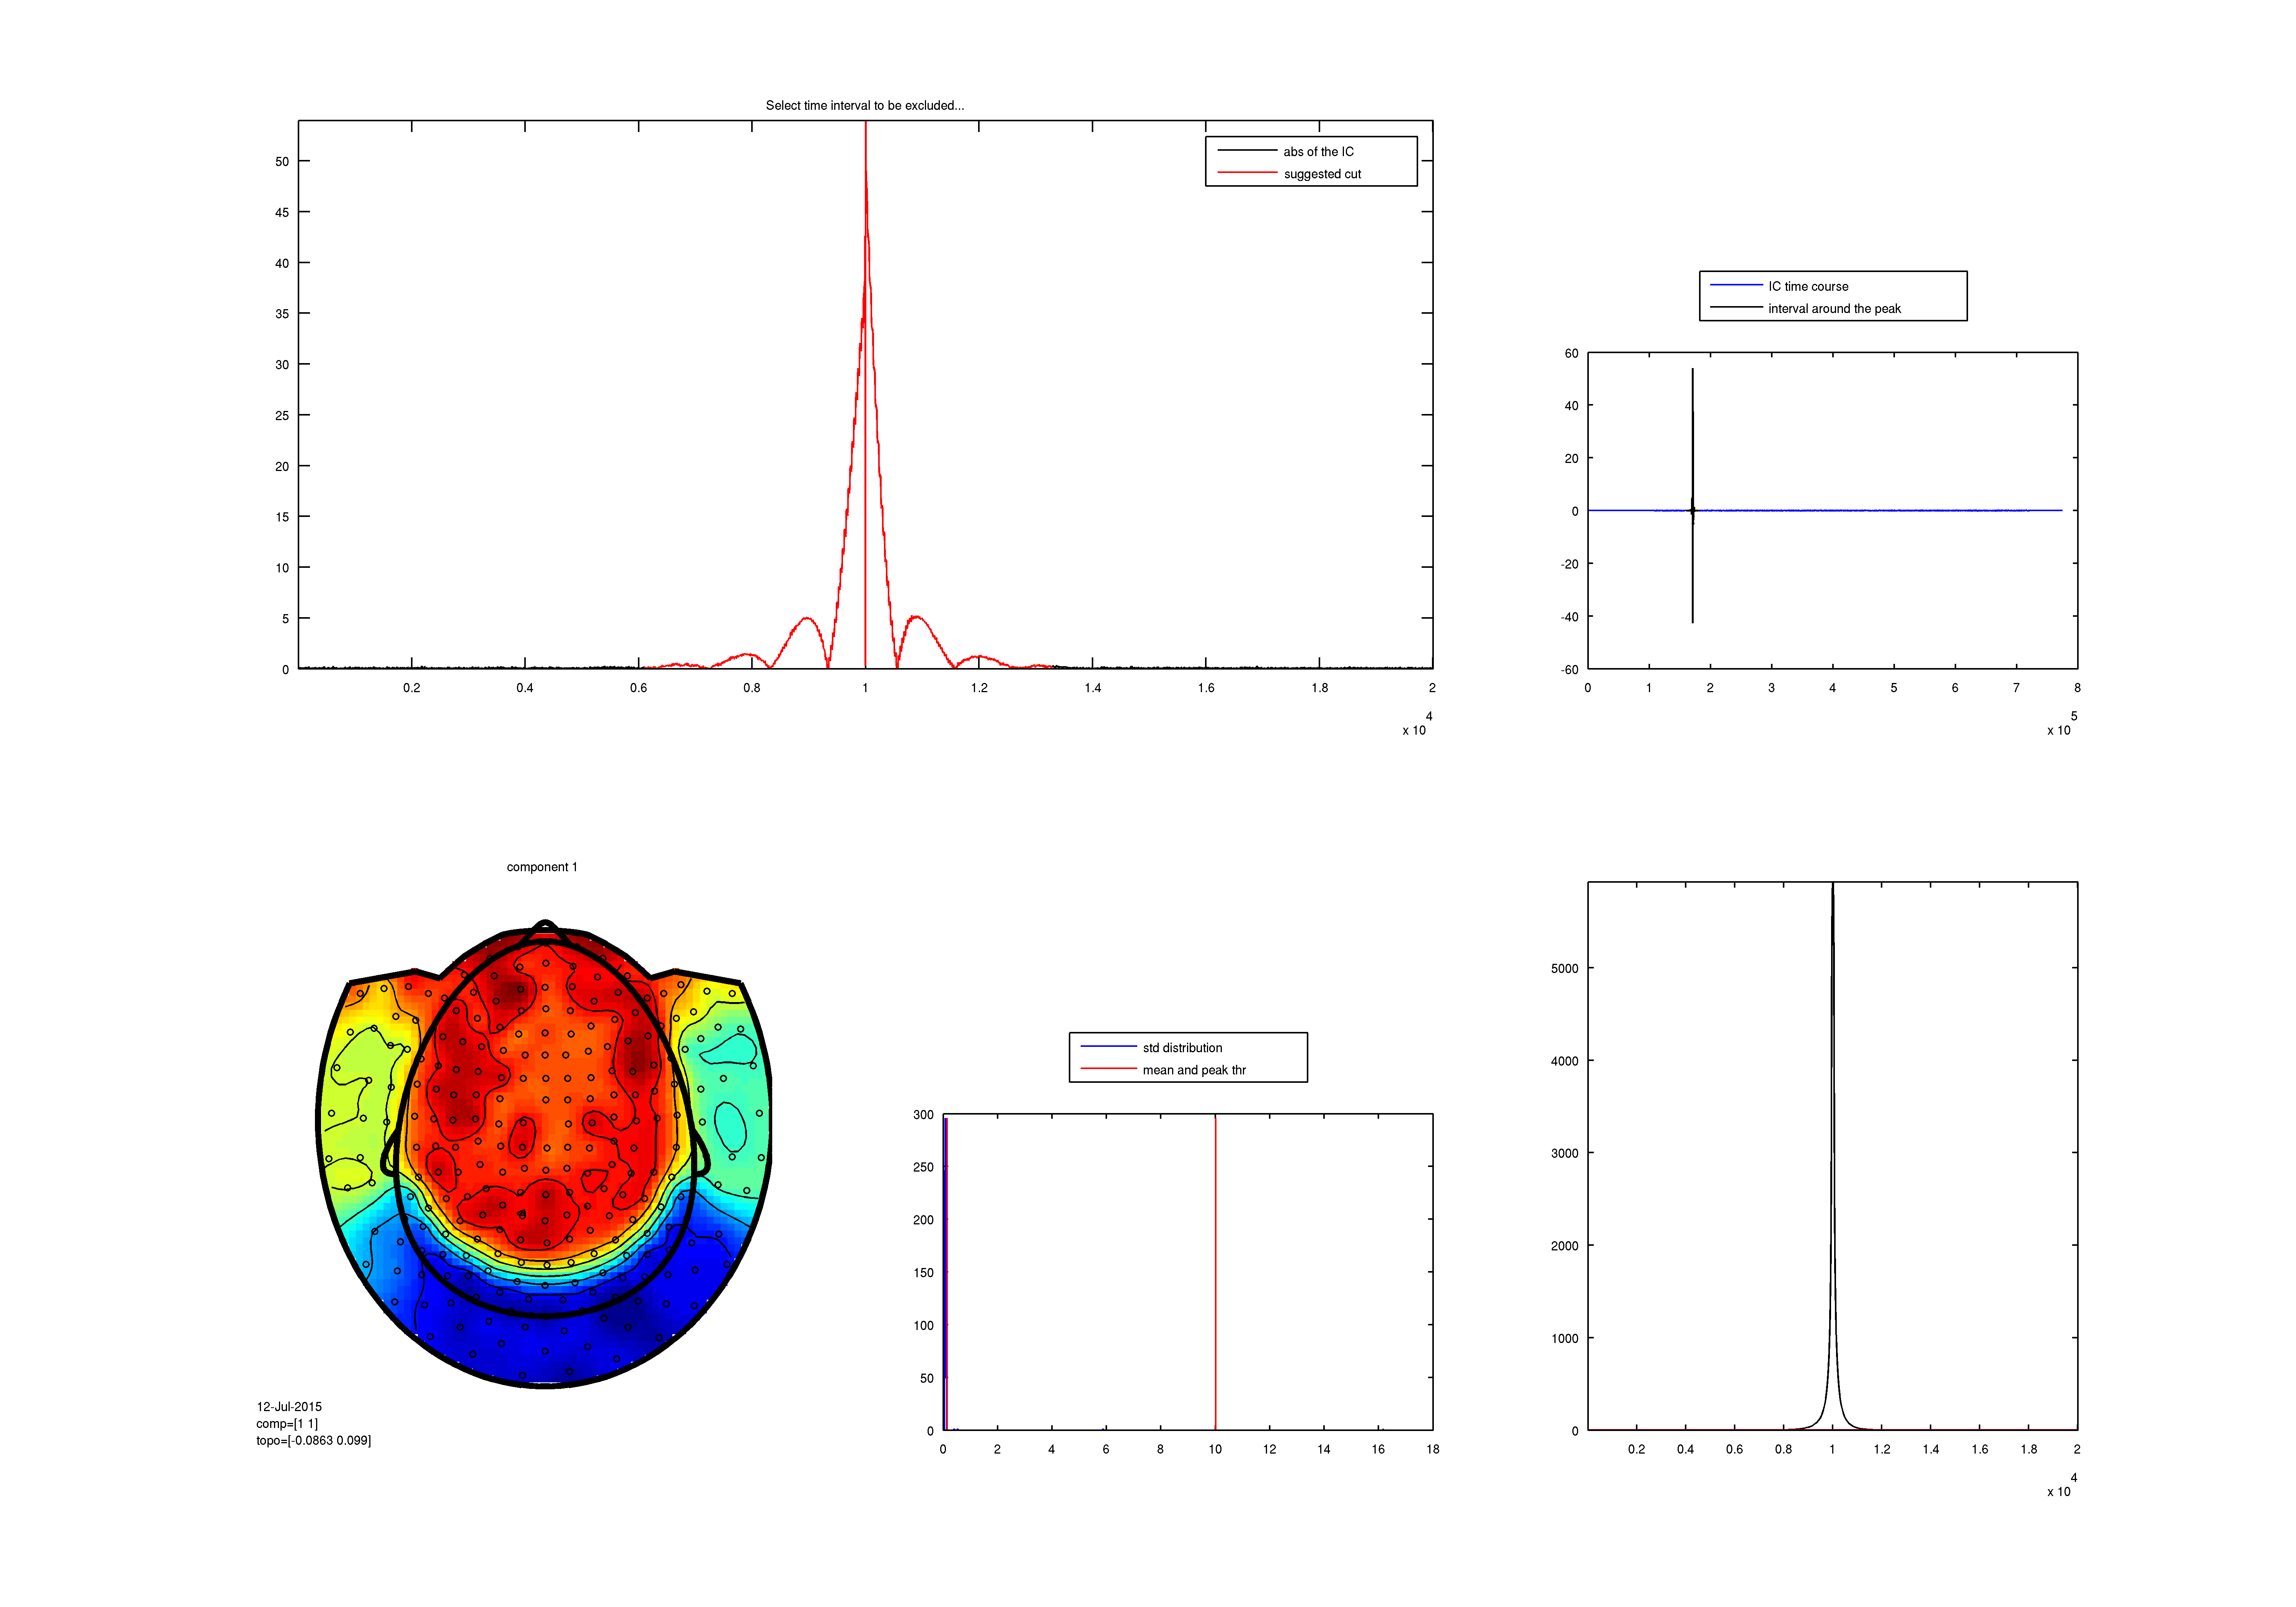 Select time interval to be excluded...
abs of the IC
suggested cut
50
45
40
35
30
25
20
15
10
5
0
0.2 0.4 0.6 0.8 1 1.2 1.4 1.6 1.8 2
4
x 10
IC time course
interval around the peak
60
40
20
0
-20
-40
-60
0 1 2 3 4 5 6 7 8
5
x 10
component 1
12-Jul-2015
comp=[1 1]
topo=[-0.0863 0.099]
std distribution
mean and peak thr
300
250
200
150
100
50
0
0 2 4 6 8 10 12 14 16 18
5000
4000
3000
2000
1000
0
0.2 0.4 0.6 0.8 1 1.2 1.4 1.6 1.8 2
4
x 10